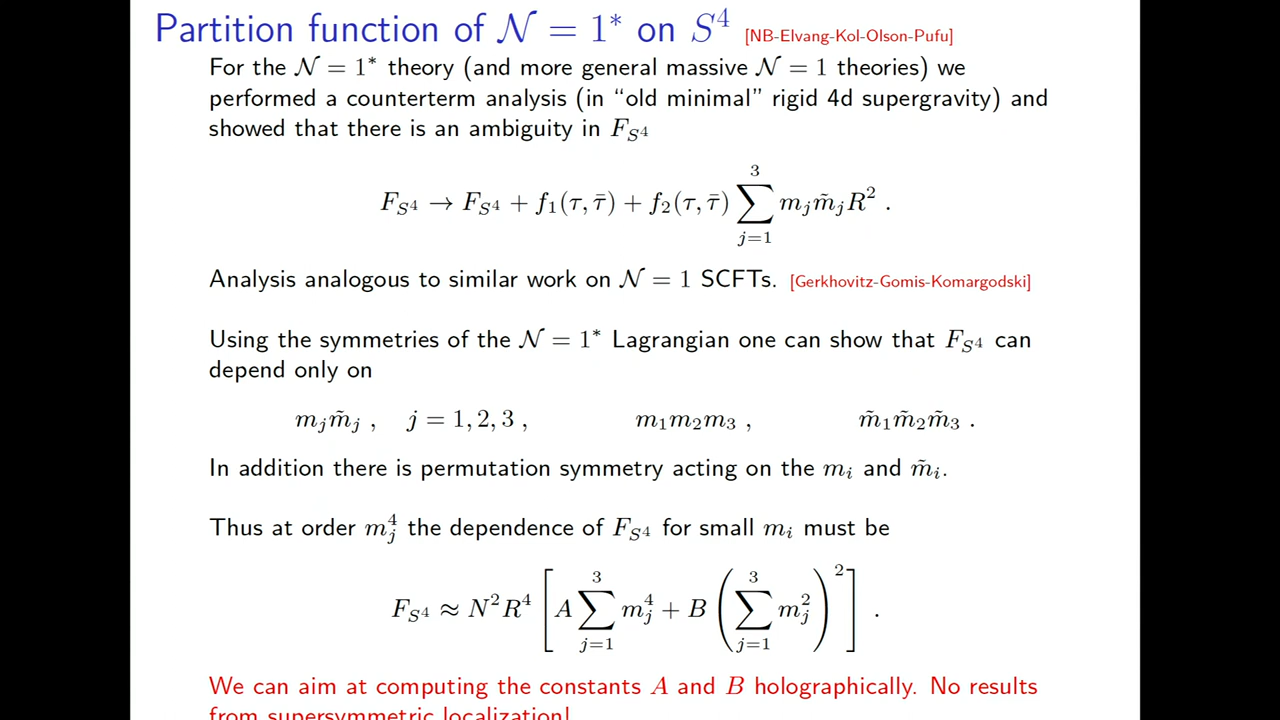 Partition function of 𝒩 = 1* on S⁴ [NB-Elvang-Kol-Olson-Pufu]
For the 𝒩 = 1* theory (and more general massive 𝒩 = 1 theories) we
performed a counterterm analysis (in “old minimal” rigid 4d supergravity) and
showed that there is an ambiguity in F_{S⁴}
F_{S⁴} → F_{S⁴} + f₁(τ, τ̄) + f₂(τ, τ̄) ∑_{j=1}^{3} m_j m̃_j R² .
Analysis analogous to similar work on 𝒩 = 1 SCFTs. [Gerkhovitz-Gomis-Komargodski]
Using the symmetries of the 𝒩 = 1* Lagrangian one can show that F_{S⁴} can
depend only on
m_j m̃_j , j = 1, 2, 3 , m₁m₂m₃ , m̃₁m̃₂m̃₃ .
In addition there is permutation symmetry acting on the m_i and m̃_i.
Thus at order m_j⁴ the dependence of F_{S⁴} for small m_i must be
F_{S⁴} ≈ N²R⁴ [ A ∑_{j=1}^{3} m_j⁴ + B ( ∑_{j=1}^{3} m_j² )² ] .
We can aim at computing the constants A and B holographically. No results
from supersymmetric localization!